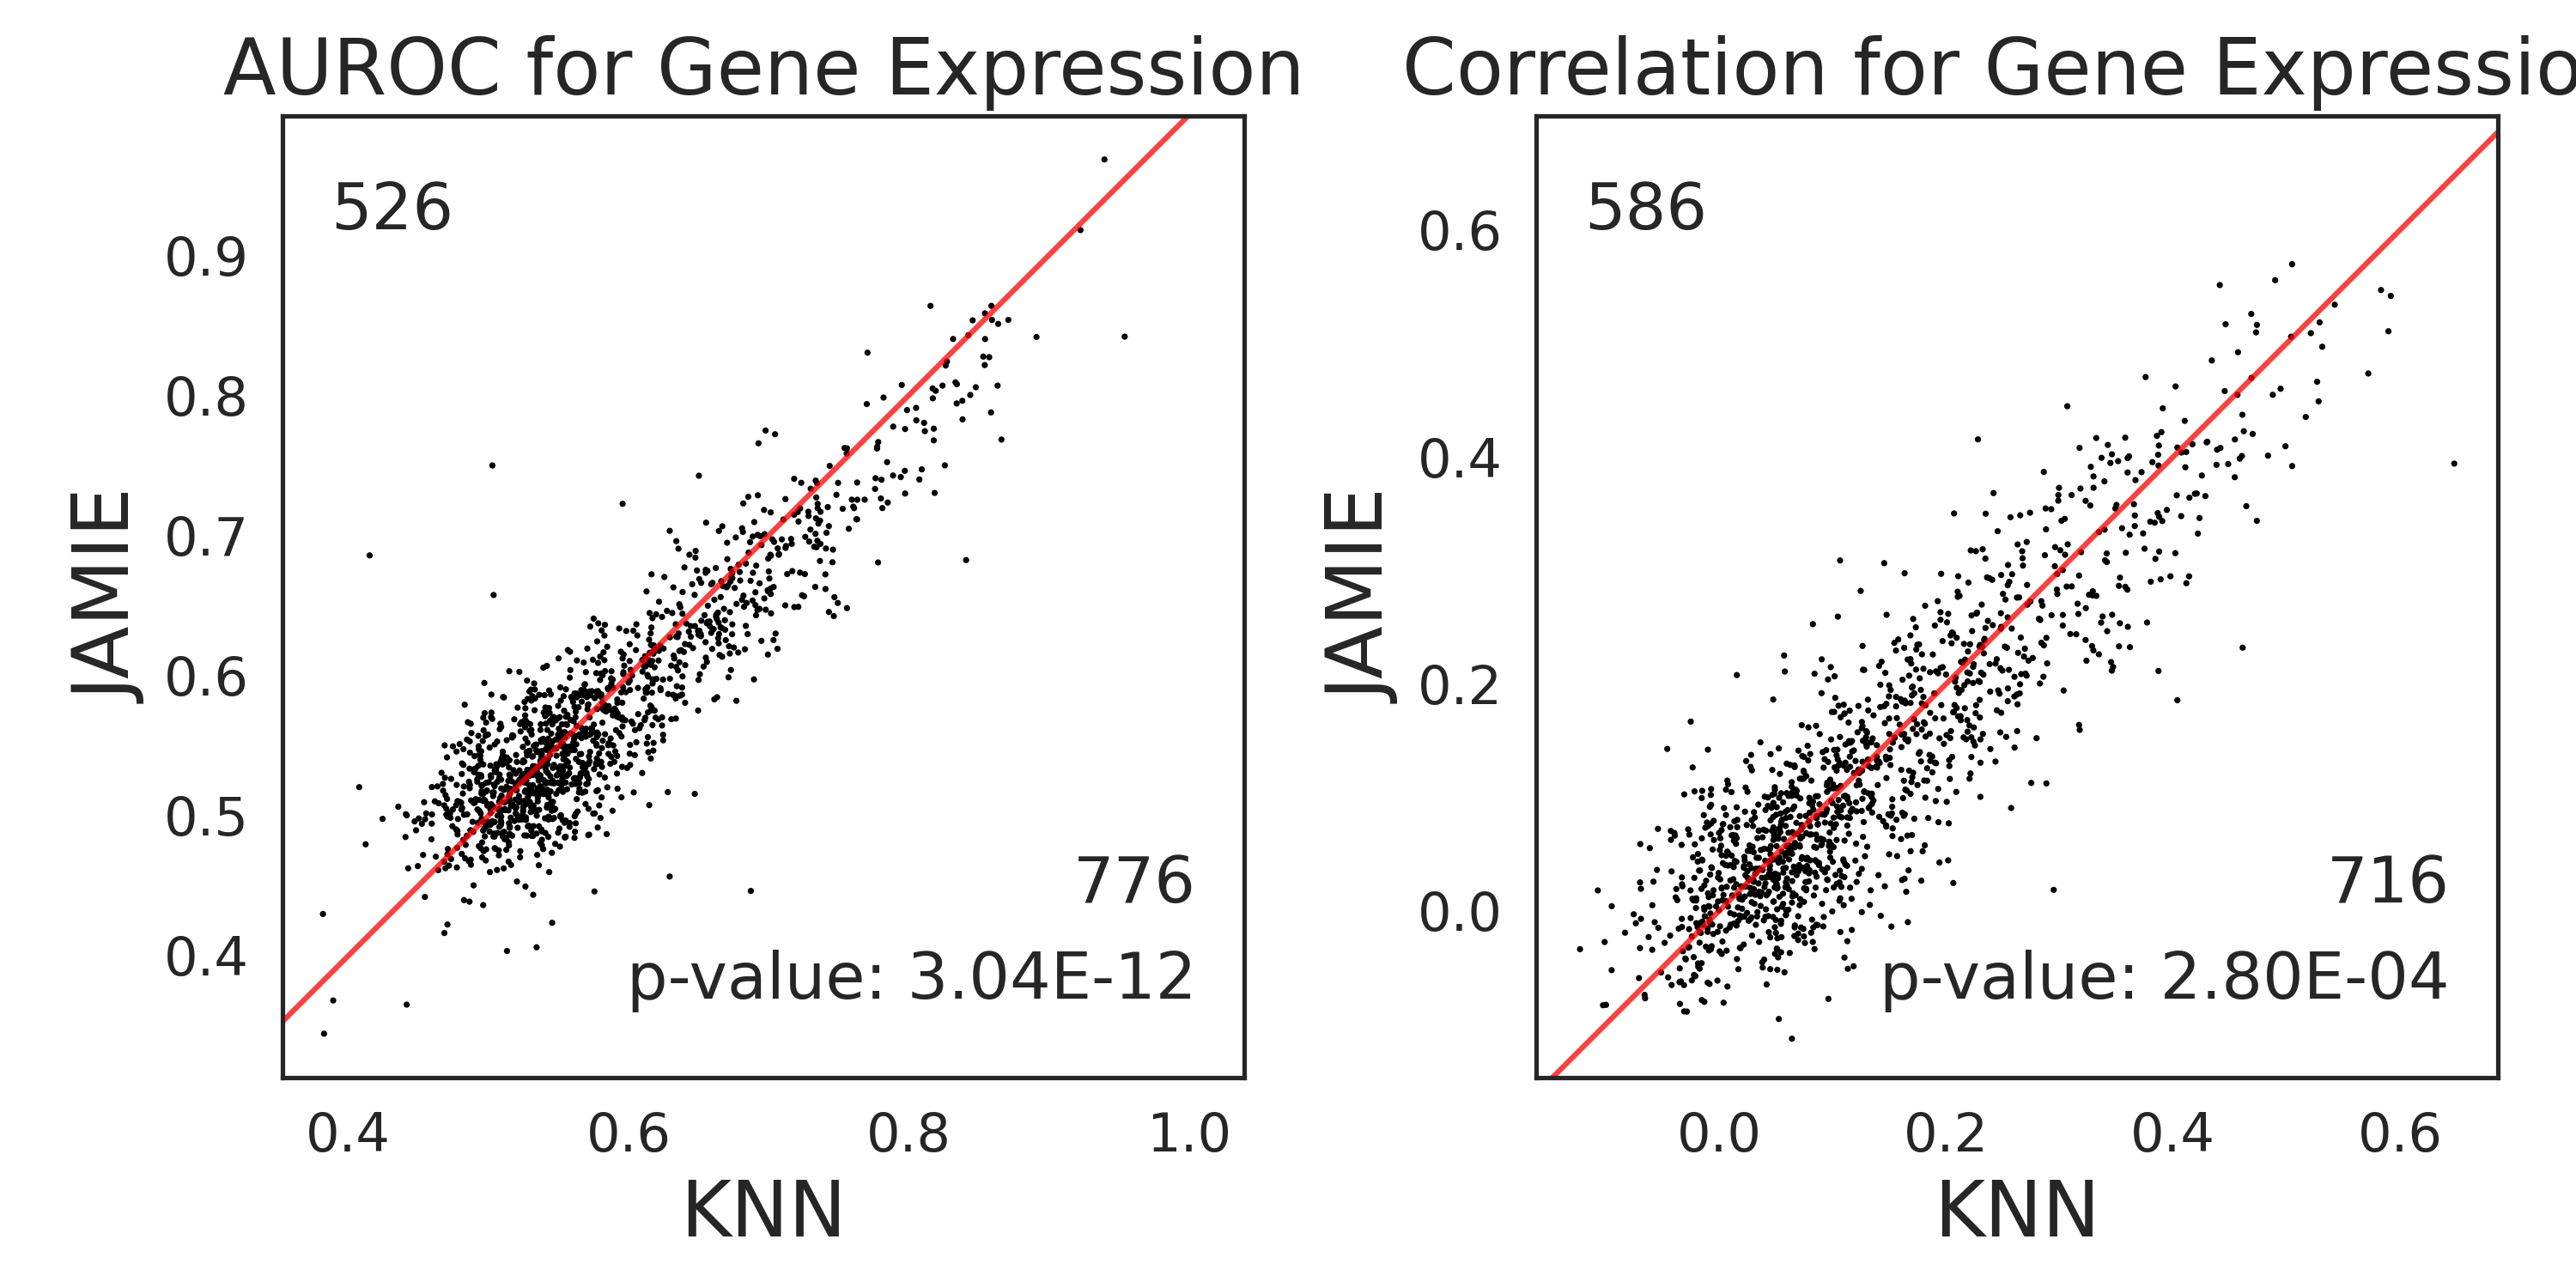 AUROC for Gene Expression
526
0.9
0.8
0.7
0.6
0.5
0.4
JAMIE
776
p-value: 3.04E-12
0.4 0.6 0.8 1.0
KNN
Correlation for Gene Expressio
586
0.6
0.4
0.2
0.0
JAMIE
716
p-value: 2.80E-04
0.0 0.2 0.4 0.6
KNN